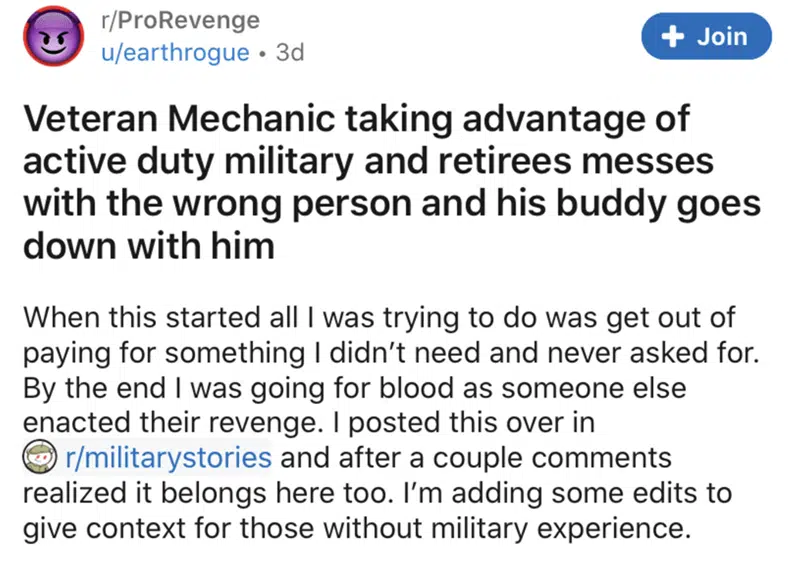 r/ProRevenge
u/earthrogue • 3d
+ Join
Veteran Mechanic taking advantage of
active duty military and retirees messes
with the wrong person and his buddy goes
down with him
When this started all I was trying to do was get out of
paying for something I didn’t need and never asked for.
By the end I was going for blood as someone else
enacted their revenge. I posted this over in
r/militarystories and after a couple comments
realized it belongs here too. I’m adding some edits to
give context for those without military experience.